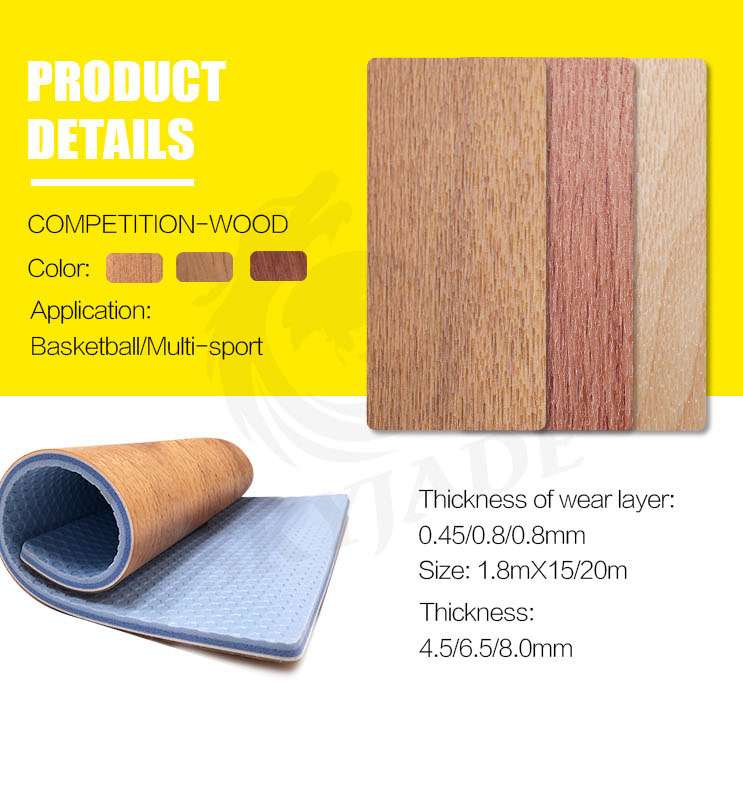 PRODUCT
DETAILS
COMPETITION-WOOD
Color:
Application:
Basketball/Multi-sport
Thickness of wear layer:
0.45/0.8/0.8mm
Size: 1.8mX15/20m
Thickness:
4.5/6.5/8.0mm